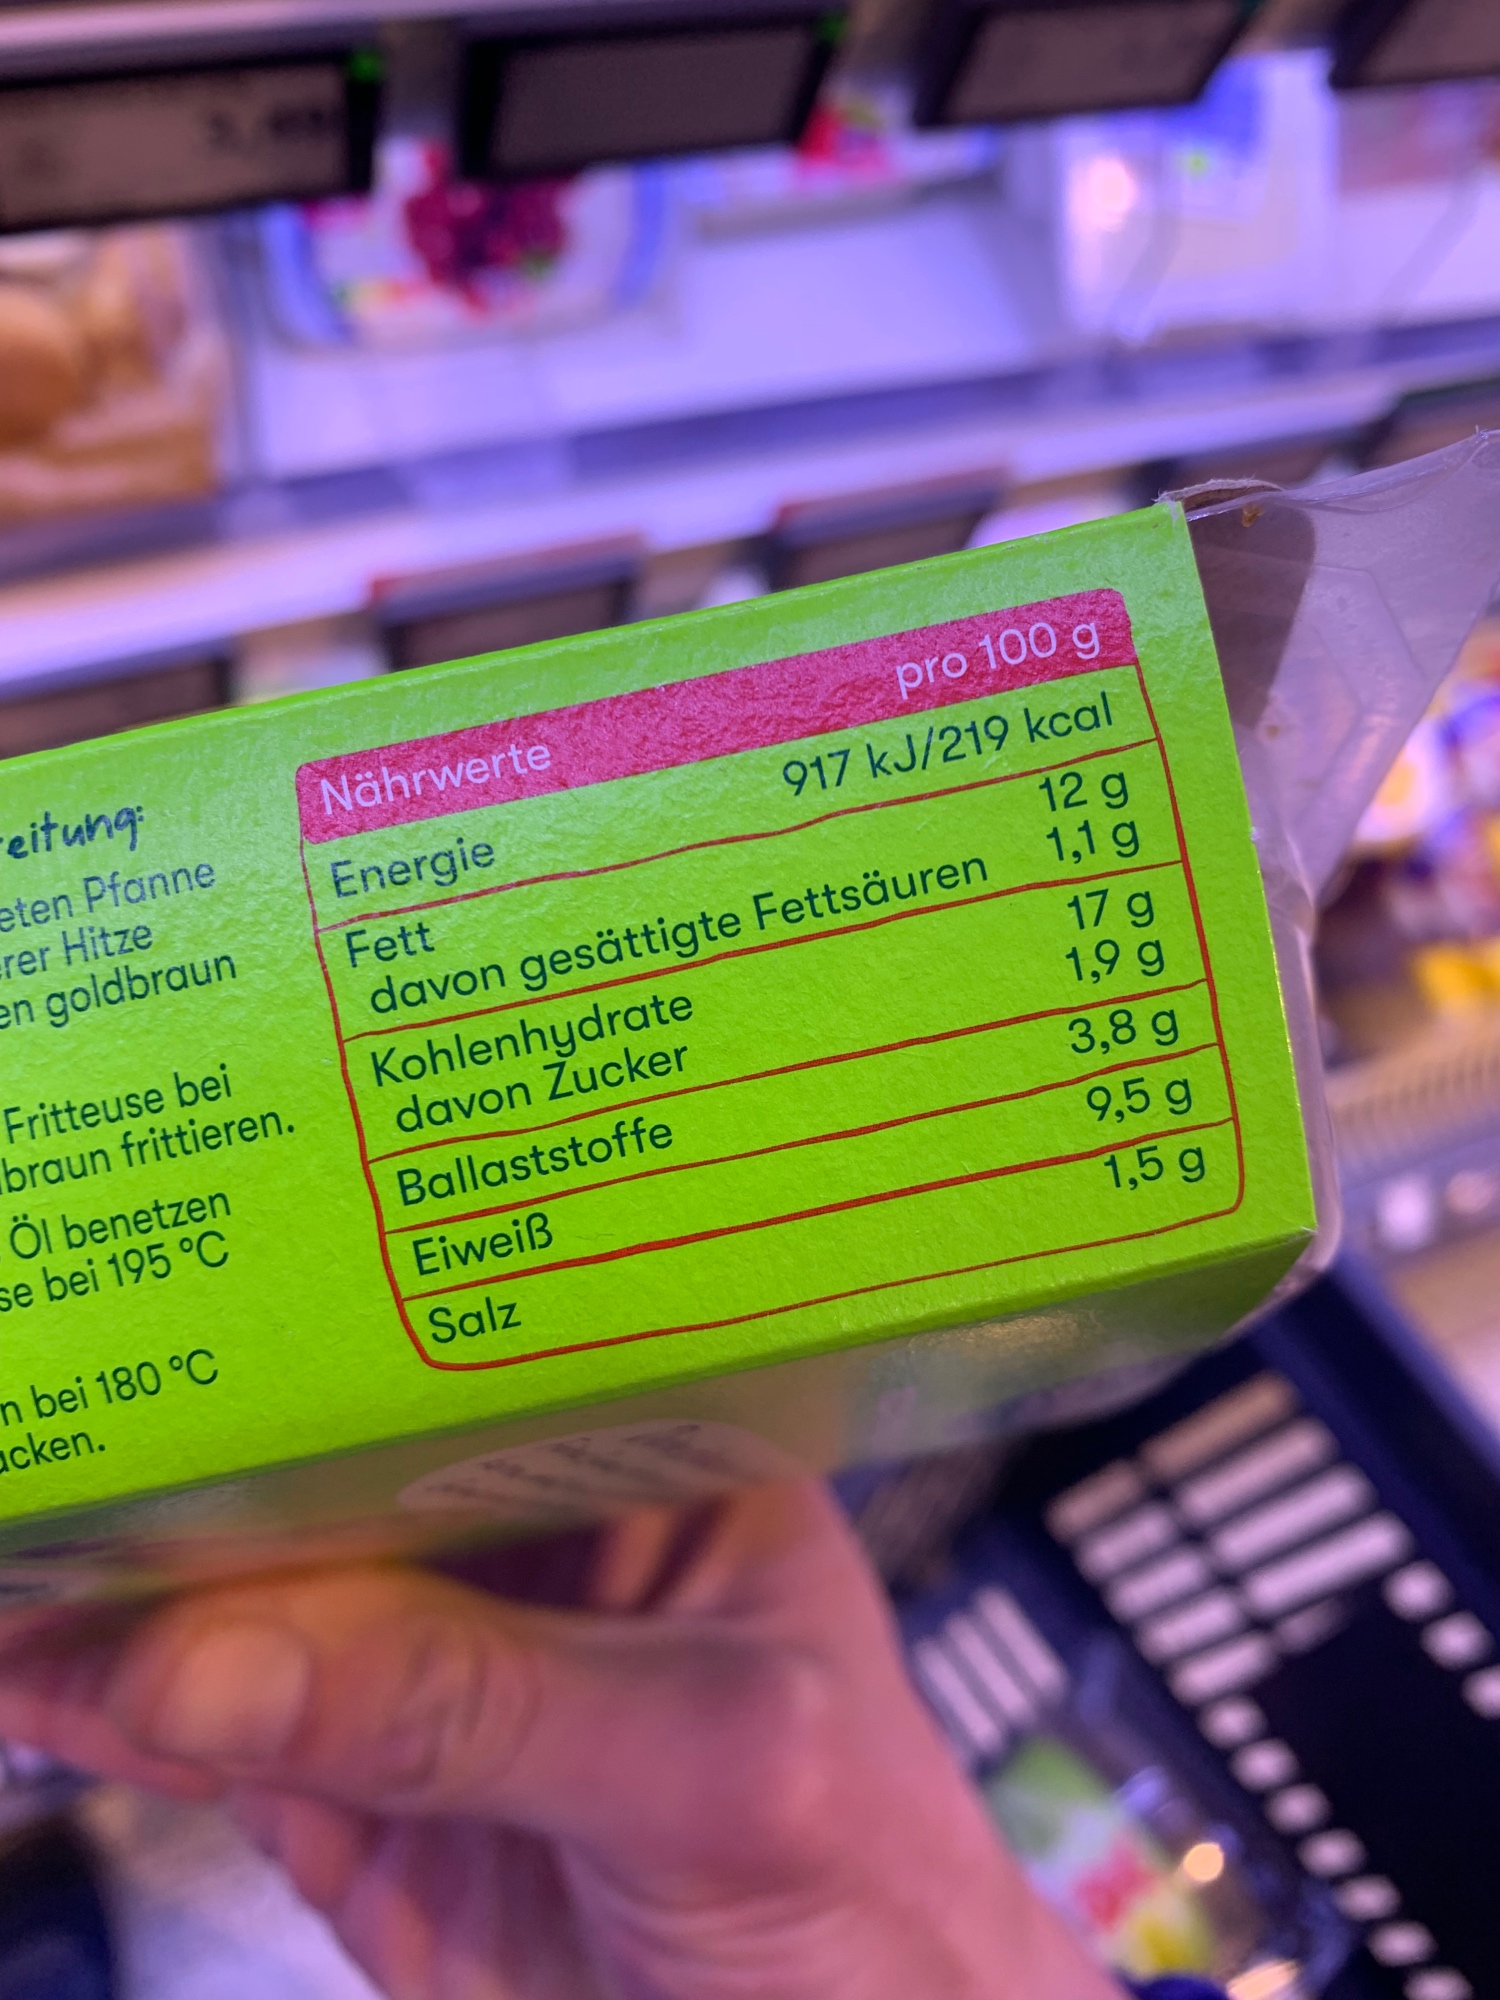 eitung:
eten Pfanne
rer Hitze
en goldbraun
Fritteuse bei
braun frittieren.
Öl benetzen
se bei 195 °C
n bei 180 °C
acken.
Nährwerte pro 100 g
Energie 917 kJ/219 kcal
Fett 12 g
davon gesättigte Fettsäuren 1,1 g
Kohlenhydrate 17 g
davon Zucker 1,9 g
Ballaststoffe 3,8 g
Eiweiß 9,5 g
Salz 1,5 g